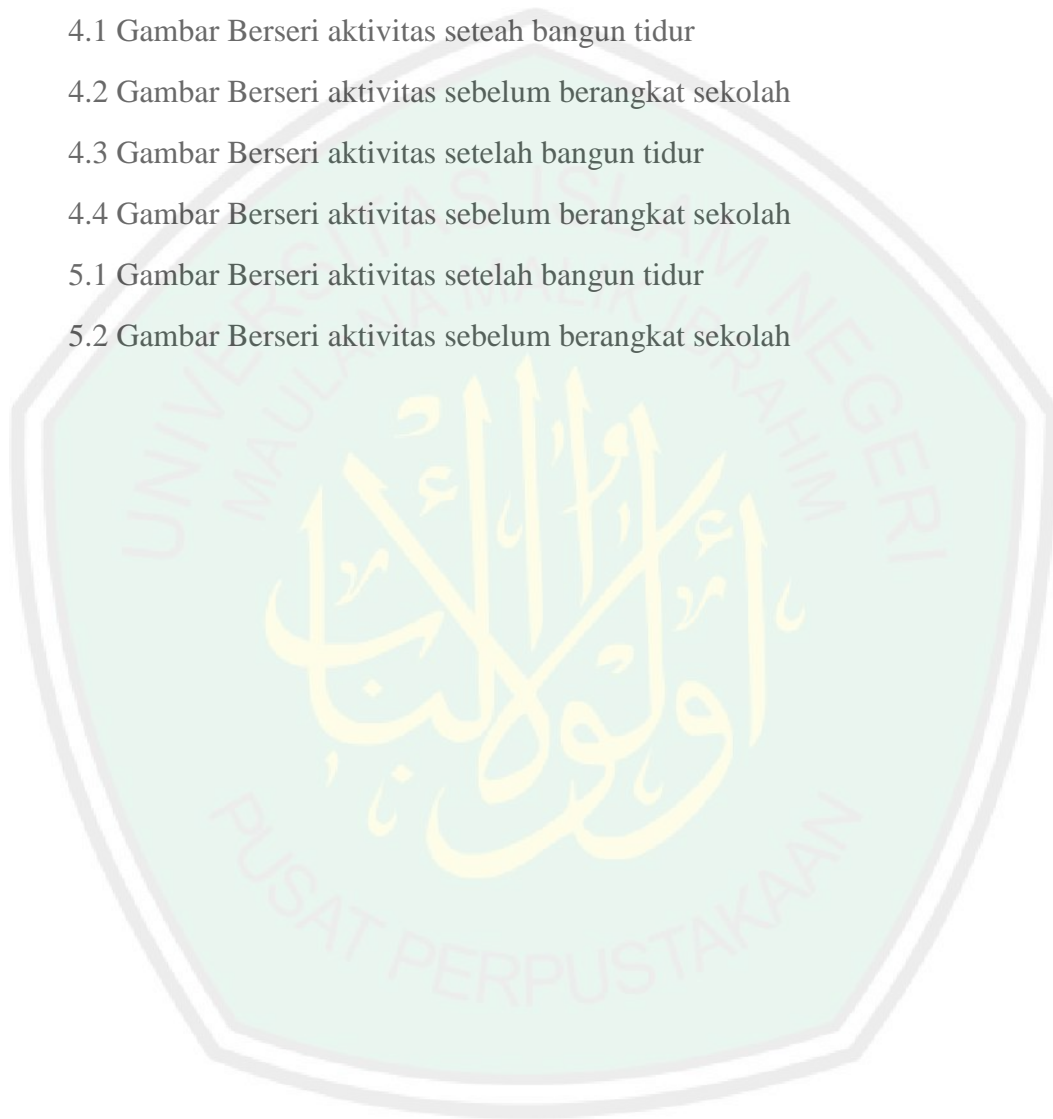 4.1 Gambar Berseri aktivitas seteah bangun tidur
4.2 Gambar Berseri aktivitas sebelum berangkat sekolah
4.3 Gambar Berseri aktivitas setelah bangun tidur
4.4 Gambar Berseri aktivitas sebelum berangkat sekolah
5.1 Gambar Berseri aktivitas setelah bangun tidur
5.2 Gambar Berseri aktivitas sebelum berangkat sekolah
UNIVERSITAS ISLAM NEGERI
MAULANA MALIK IBRAHIM
أولوا الألباب
PUSAT PERPUSTAKAAN